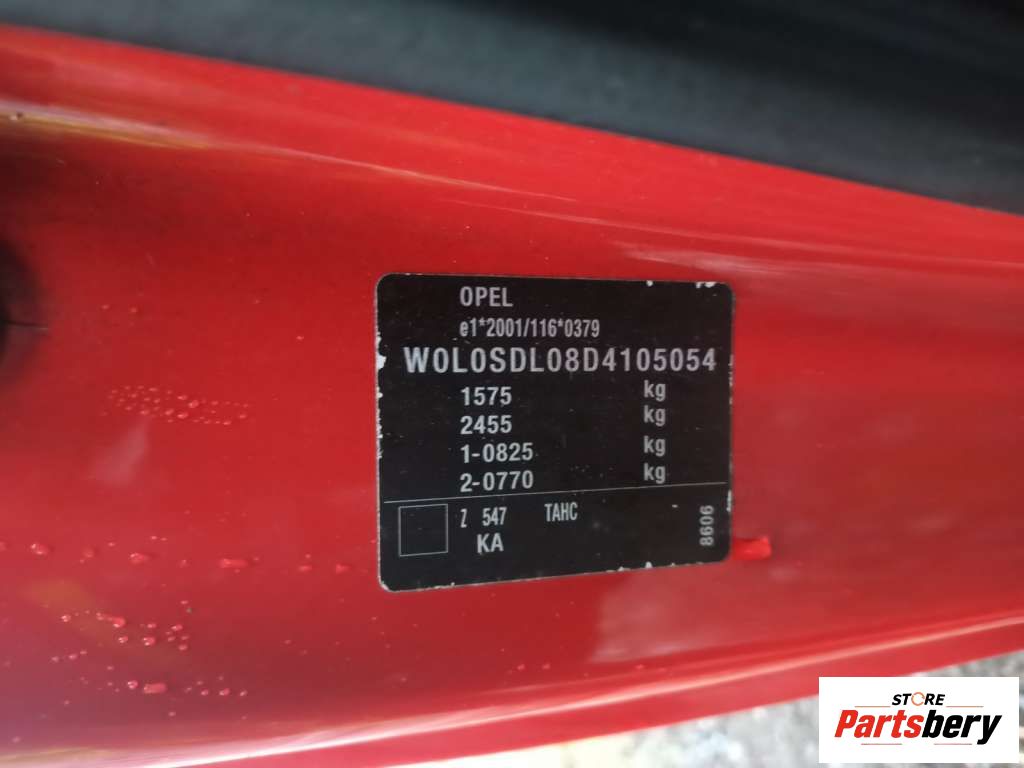 OPEL
e1*2001/116*0379
W0L0SDL08D4105054
1575 kg
2455 kg
1-0825 kg
2-0770 kg
Z 547 TAHC
KA
8606
STORE
Partsbery